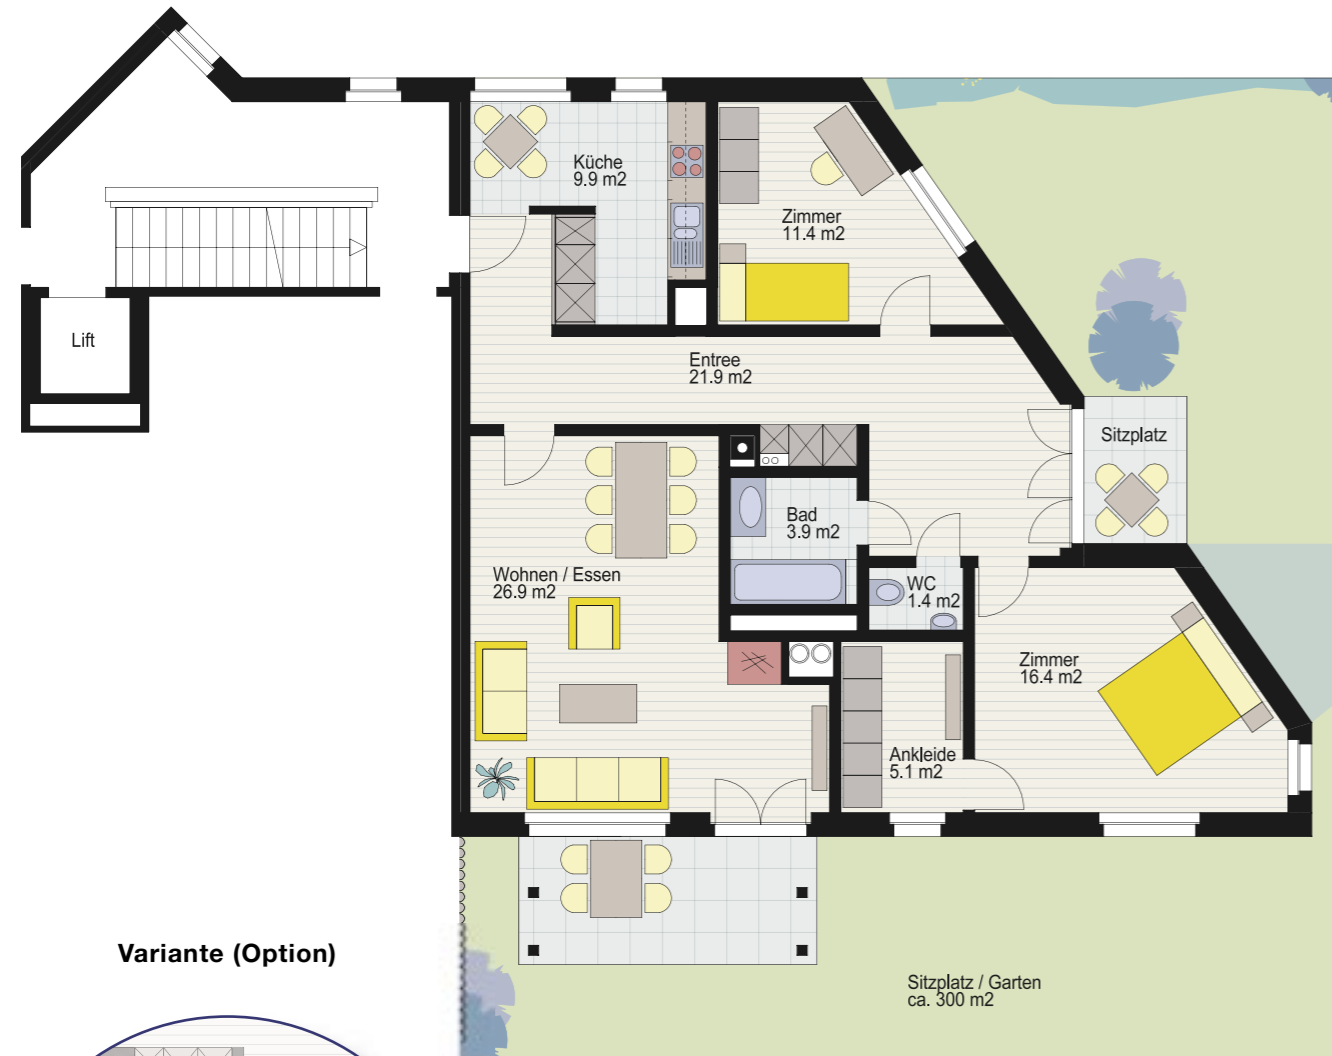 Küche
9.9 m2
Zimmer
11.4 m2
Lift
Entree
21.9 m2
Sitzplatz
Bad
3.9 m2
Wohnen / Essen
26.9 m2
WC
1.4 m2
Zimmer
16.4 m2
Ankleide
5.1 m2
Variante (Option)
Sitzplatz / Garten
ca. 300 m2